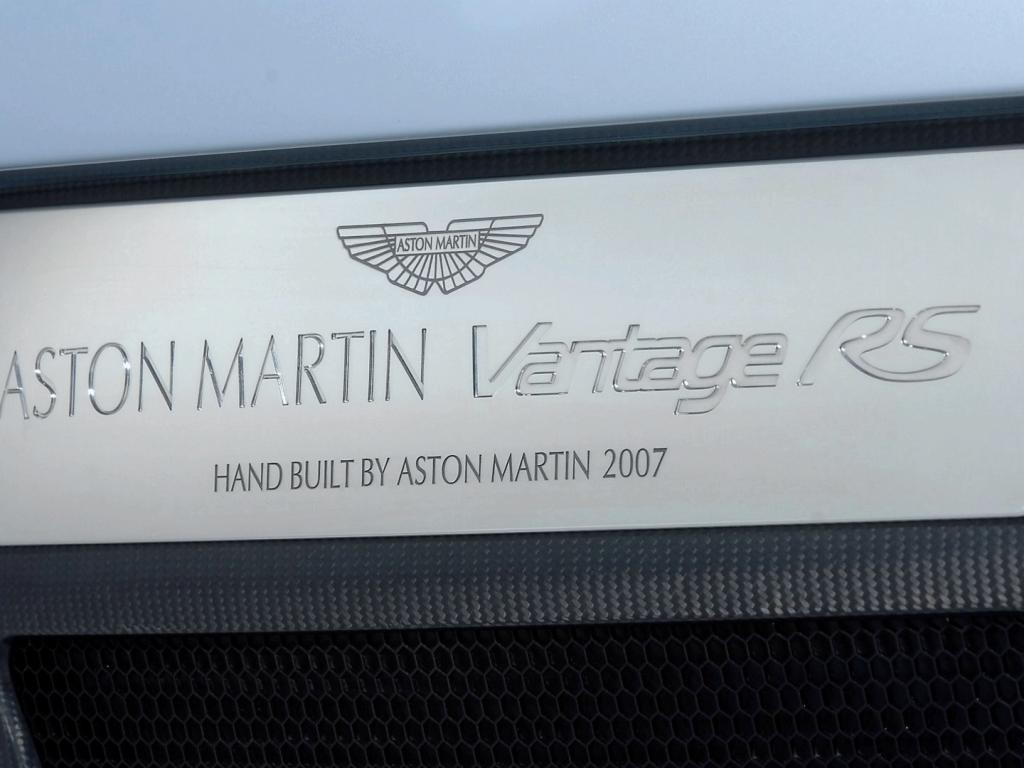 ASTON MARTIN
ASTON MARTIN Vantage RS
HAND BUILT BY ASTON MARTIN 2007